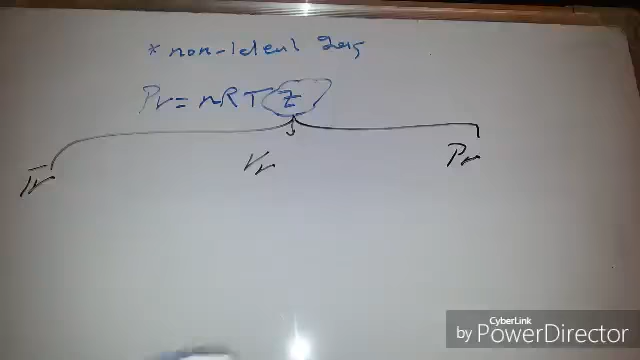 * non-ideal gas
PV = nRT Z
Tr Vr Pr
CyberLink
by PowerDirector